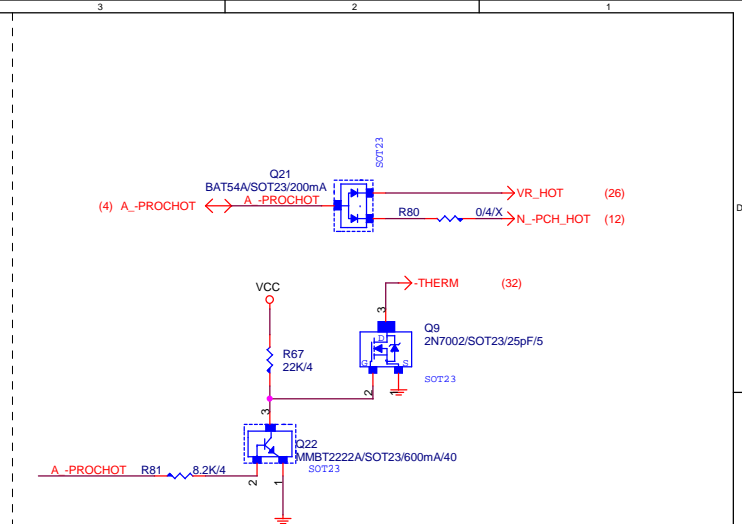 3 2 1
SOT23
Q21
BAT54A/SOT23/200mA
(4) A_-PROCHOT A_-PROCHOT VR_HOT (26)
R80 0/4/X N_-PCH_HOT (12)
D
VCC -THERM (32)
3
Q9
2N7002/SOT23/25pF/5
D
G S
R67
22K/4
SOT23
2 1
3
Q22
MMBT2222A/SOT23/600mA/40
SOT23
A_-PROCHOT R81 8.2K/4
2 1